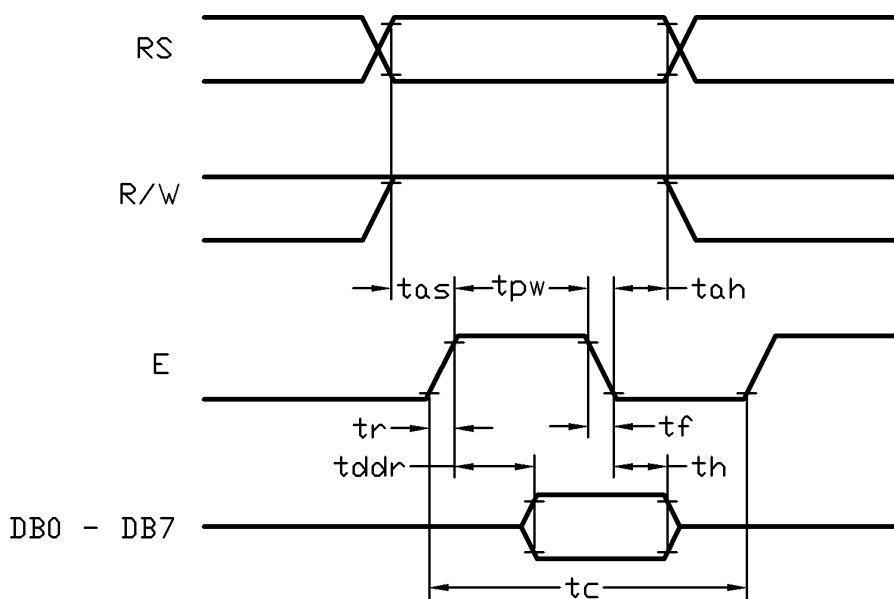 RS
R/W
tas tpw tah
E
tr tf
tddr th
DB0 - DB7
tc